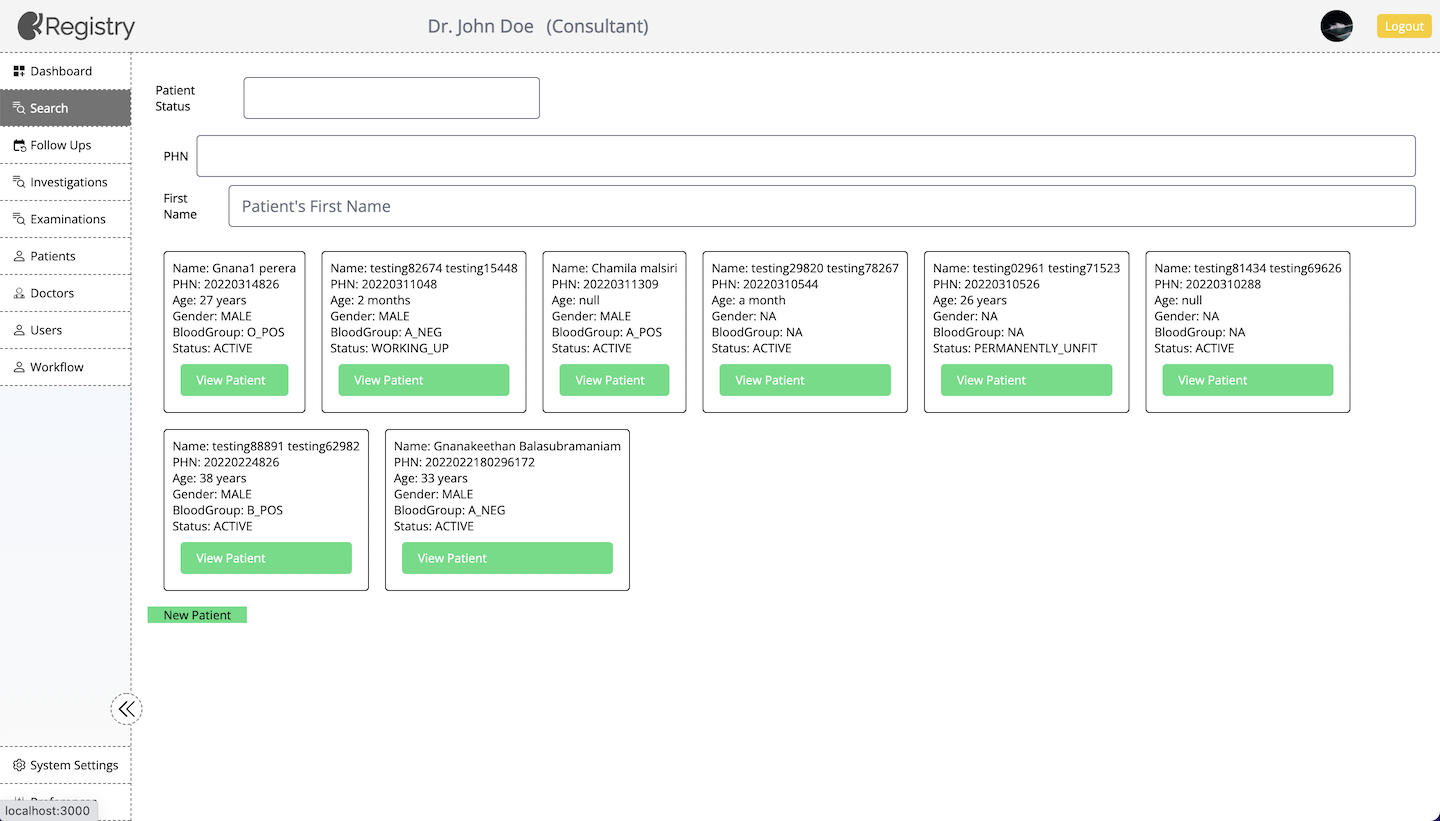 Registry
Dr. John Doe (Consultant)
Logout
Dashboard
Search
Follow Ups
Investigations
Examinations
Patients
Doctors
Users
Workflow
System Settings
localhost:3000
Patient
Status
PHN
First
Name
Patient's First Name
Name: Gnana1 perera
PHN: 20220314826
Age: 27 years
Gender: MALE
BloodGroup: O_POS
Status: ACTIVE
View Patient
Name: testing82674 testing15448
PHN: 20220311048
Age: 2 months
Gender: MALE
BloodGroup: A_NEG
Status: WORKING_UP
View Patient
Name: Chamila malsiri
PHN: 20220311309
Age: null
Gender: MALE
BloodGroup: A_POS
Status: ACTIVE
View Patient
Name: testing29820 testing78267
PHN: 20220310544
Age: a month
Gender: NA
BloodGroup: NA
Status: ACTIVE
View Patient
Name: testing02961 testing71523
PHN: 20220310526
Age: 26 years
Gender: NA
BloodGroup: NA
Status: PERMANENTLY_UNFIT
View Patient
Name: testing81434 testing69626
PHN: 20220310288
Age: null
Gender: NA
BloodGroup: NA
Status: ACTIVE
View Patient
Name: testing88891 testing62982
PHN: 20220224826
Age: 38 years
Gender: MALE
BloodGroup: B_POS
Status: ACTIVE
View Patient
Name: Gnanakeethan Balasubramaniam
PHN: 2022022180296172
Age: 33 years
Gender: MALE
BloodGroup: A_NEG
Status: ACTIVE
View Patient
New Patient